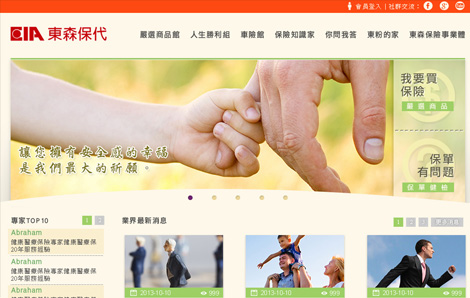 會員登入 | 社群交流：
CIA 東森保代
嚴選商品館 人生勝利組 車險館 保險知識家 你問我答 東粉的家 東森保險事業體
我要買
保險
嚴選商品
讓您擁有安全感的幸福
是我們最大的祈願。
保單
有問題
保單健檢
專家TOP10
1 2
業界最新消息
1 2
Abraham
健康醫療保險專家健康醫療保
20年服務經驗
Abraham
健康醫療保險專家健康醫療保
20年服務經驗
Abraham
2013-10-10 999
2013-10-10 999
2013-10-10 999